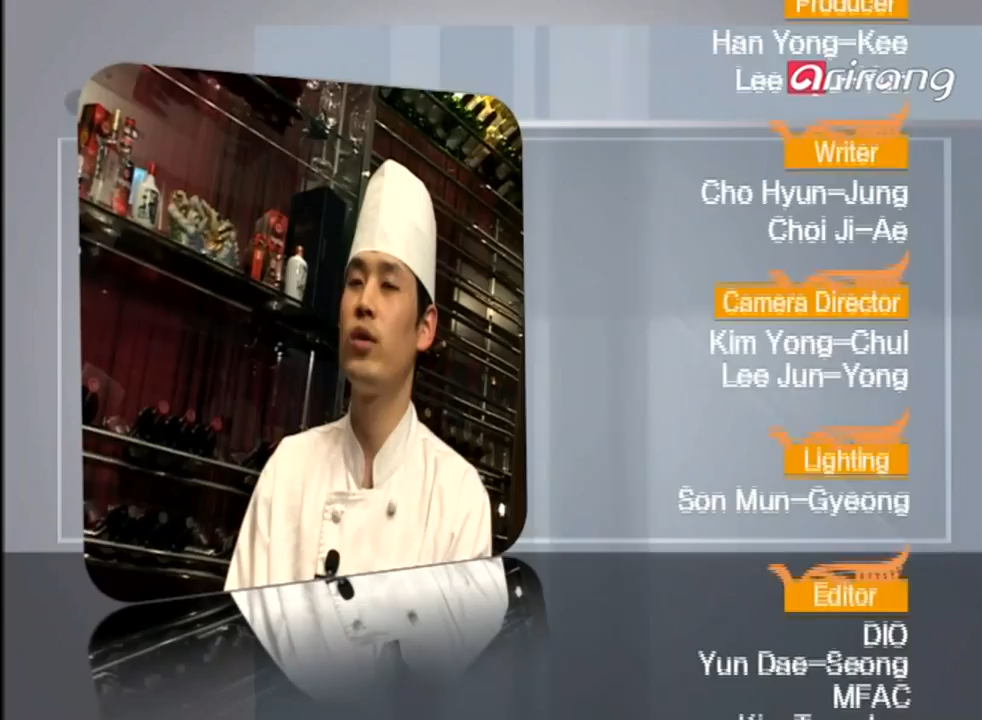 Producer
Han Yong-Kee
Lee
arirang
Writer
Cho Hyun-Jung
Choi Ji-Ae
Camera Director
Kim Yong-Chul
Lee Jun-Yong
Lighting
Son Mun-Gyeong
Editor
DIO
Yun Dae-Seong
MFAC